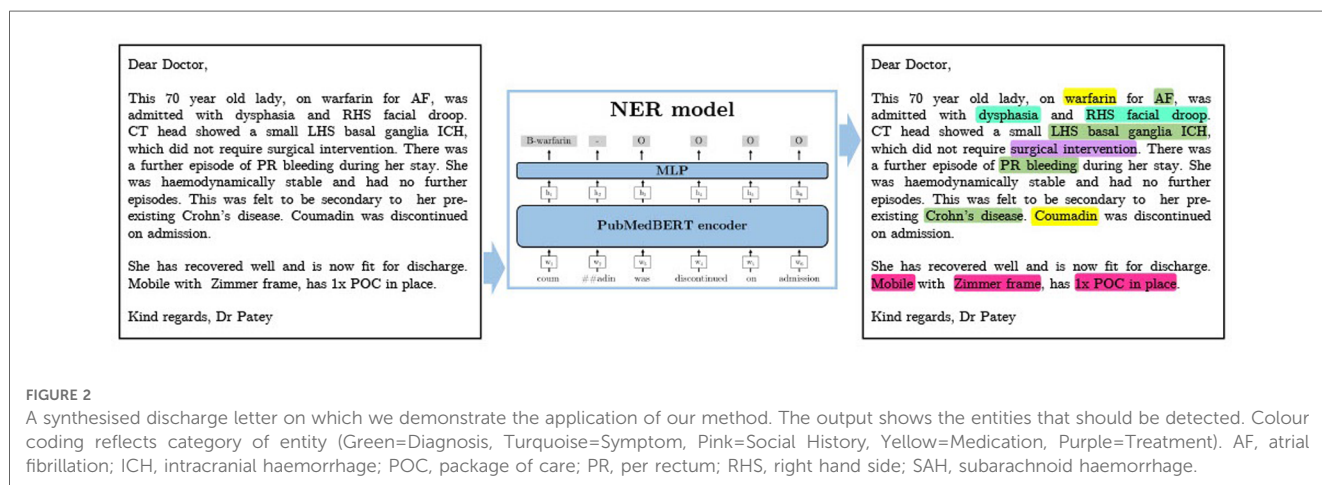 Dear Doctor,
This 70 year old lady, on warfarin for AF, was
admitted with dysphasia and RHS facial droop.
CT head showed a small LHS basal ganglia ICH,
which did not require surgical intervention. There was
a further episode of PR bleeding during her stay. She
was haemodynamically stable and had no further
episodes. This was felt to be secondary to her pre-
existing Crohn's disease. Coumadin was discontinued
on admission.
She has recovered well and is now fit for discharge.
Mobile with Zimmer frame, has 1x POC in place.
Kind regards, Dr Patey
NER model
B-warfarin - O O O O
MLP
h₁ h₂ h₃ h₄ h₅ h₆
PubMedBERT encoder
w₁ w₂ w₃ w₄ w₅ w₆
coum ##adin was discontinued on admission
Dear Doctor,
This 70 year old lady, on warfarin for AF, was
admitted with dysphasia and RHS facial droop.
CT head showed a small LHS basal ganglia ICH,
which did not require surgical intervention. There was
a further episode of PR bleeding during her stay. She
was haemodynamically stable and had no further
episodes. This was felt to be secondary to her pre-
existing Crohn's disease. Coumadin was discontinued
on admission.
She has recovered well and is now fit for discharge.
Mobile with Zimmer frame, has 1x POC in place.
Kind regards, Dr Patey
FIGURE 2
A synthesised discharge letter on which we demonstrate the application of our method. The output shows the entities that should be detected. Colour
coding reflects category of entity (Green=Diagnosis, Turquoise=Symptom, Pink=Social History, Yellow=Medication, Purple=Treatment). AF, atrial
fibrillation; ICH, intracranial haemorrhage; POC, package of care; PR, per rectum; RHS, right hand side; SAH, subarachnoid haemorrhage.